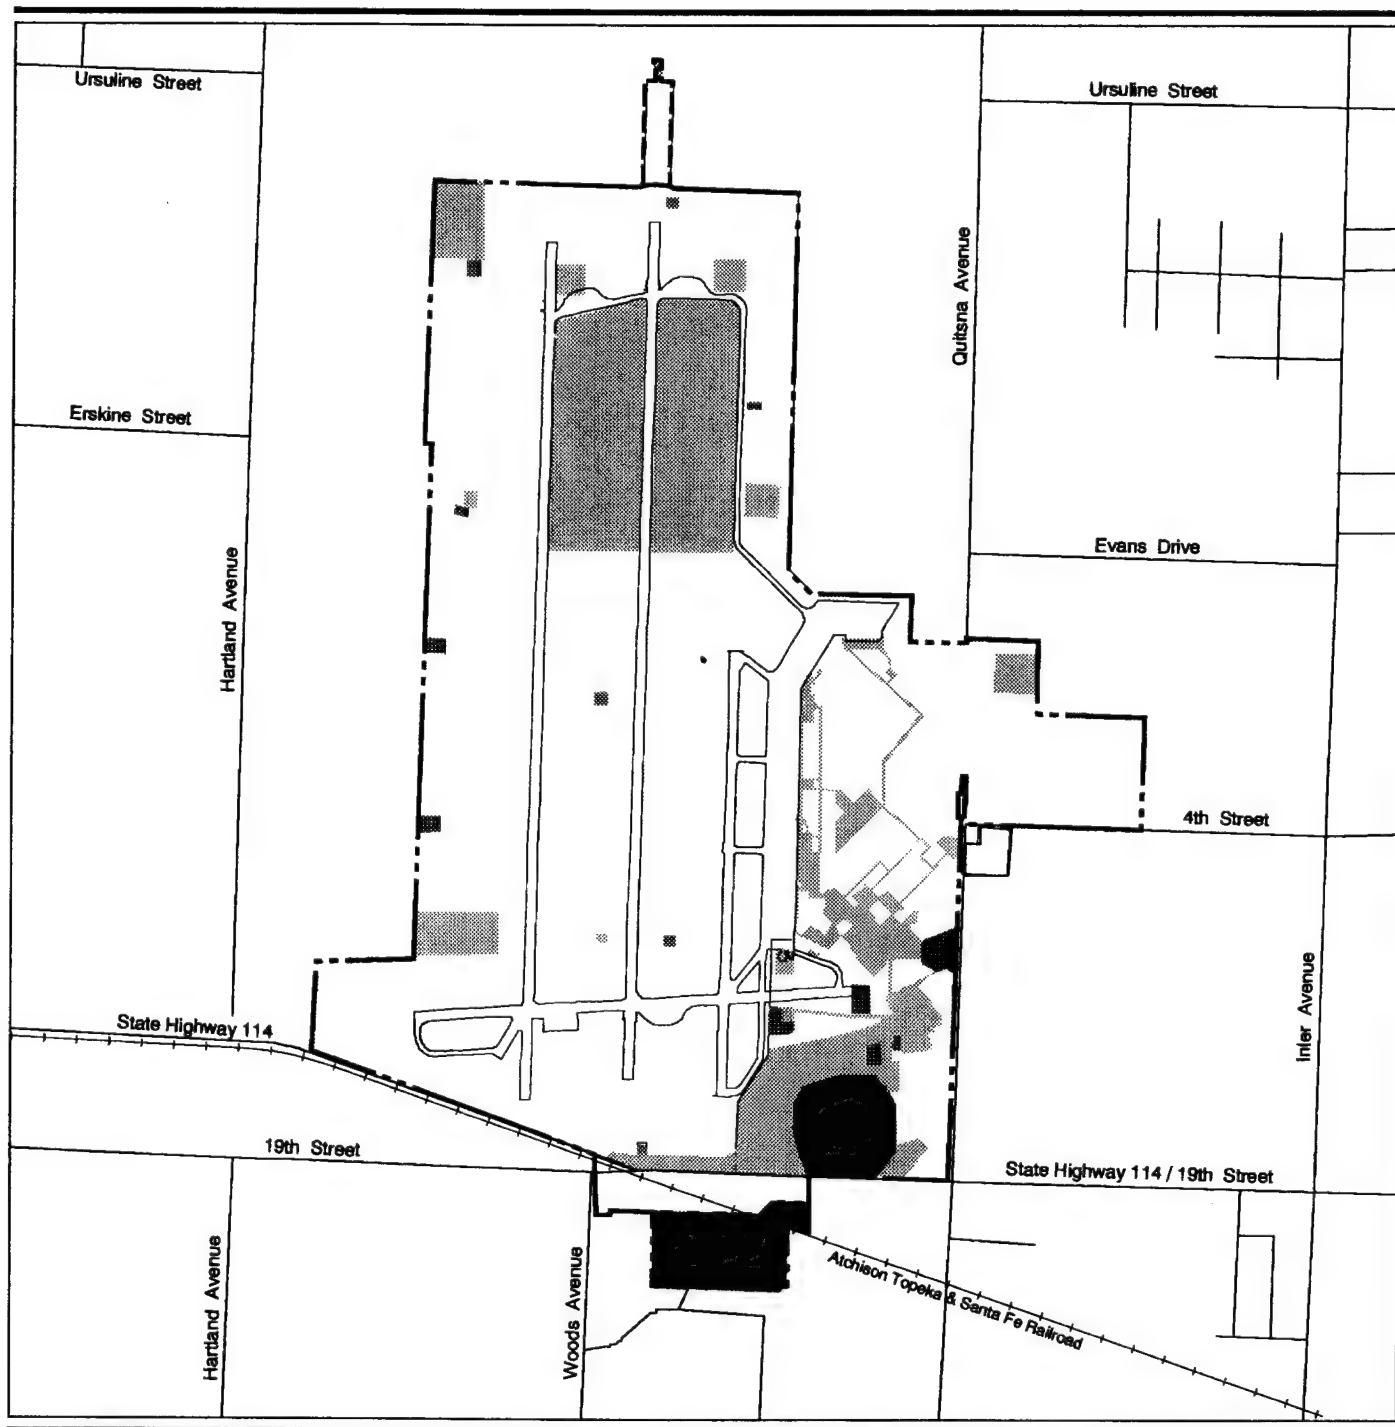 Ursuline Street
Ursuline Street
Quitsna Avenue
Erskine Street
Evans Drive
Hartland Avenue
4th Street
Inler Avenue
State Highway 114
19th Street
State Highway 114 / 19th Street
Hartland Avenue
Woods Avenue
Atchison Topeka & Santa Fe Railroad